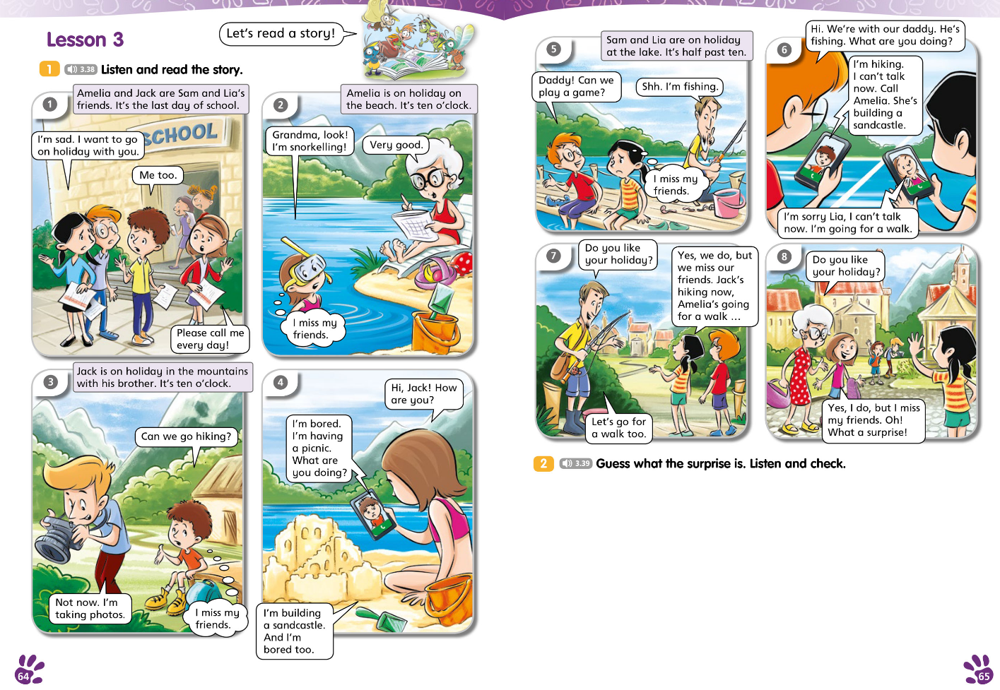 Let's read a story!
Lesson 3
1 3.38 Listen and read the story.
1
Amelia and Jack are Sam and Lia's
friends. It's the last day of school.
SCHOOL
I'm sad. I want to go
on holiday with you.
Me too.
Please call me
every day!
2
Amelia is on holiday on
the beach. It's ten o'clock.
Grandma, look!
I'm snorkelling!
Very good.
I miss my
friends.
3
Jack is on holiday in the mountains
with his brother. It's ten o'clock.
Can we go hiking?
Not now. I'm
taking photos.
I miss my
friends.
4
Hi, Jack! How
are you?
I'm bored.
I'm having
a picnic.
What are
you doing?
I'm building
a sandcastle.
And I'm
bored too.
64
5
Sam and Lia are on holiday
at the lake. It's half past ten.
Daddy! Can we
play a game?
Shh. I'm fishing.
I miss my
friends.
6
Hi. We're with our daddy. He's
fishing. What are you doing?
I'm hiking.
I can't talk
now. Call
Amelia. She's
building a
sandcastle.
I'm sorry Lia, I can't talk
now. I'm going for a walk.
7
Do you like
your holiday?
Yes, we do, but
we miss our
friends. Jack's
hiking now,
Amelia's going
for a walk ...
Let's go for
a walk too.
8
Do you like
your holiday?
Yes, I do, but I miss
my friends. Oh!
What a surprise!
2 3.39 Guess what the surprise is. Listen and check.
65